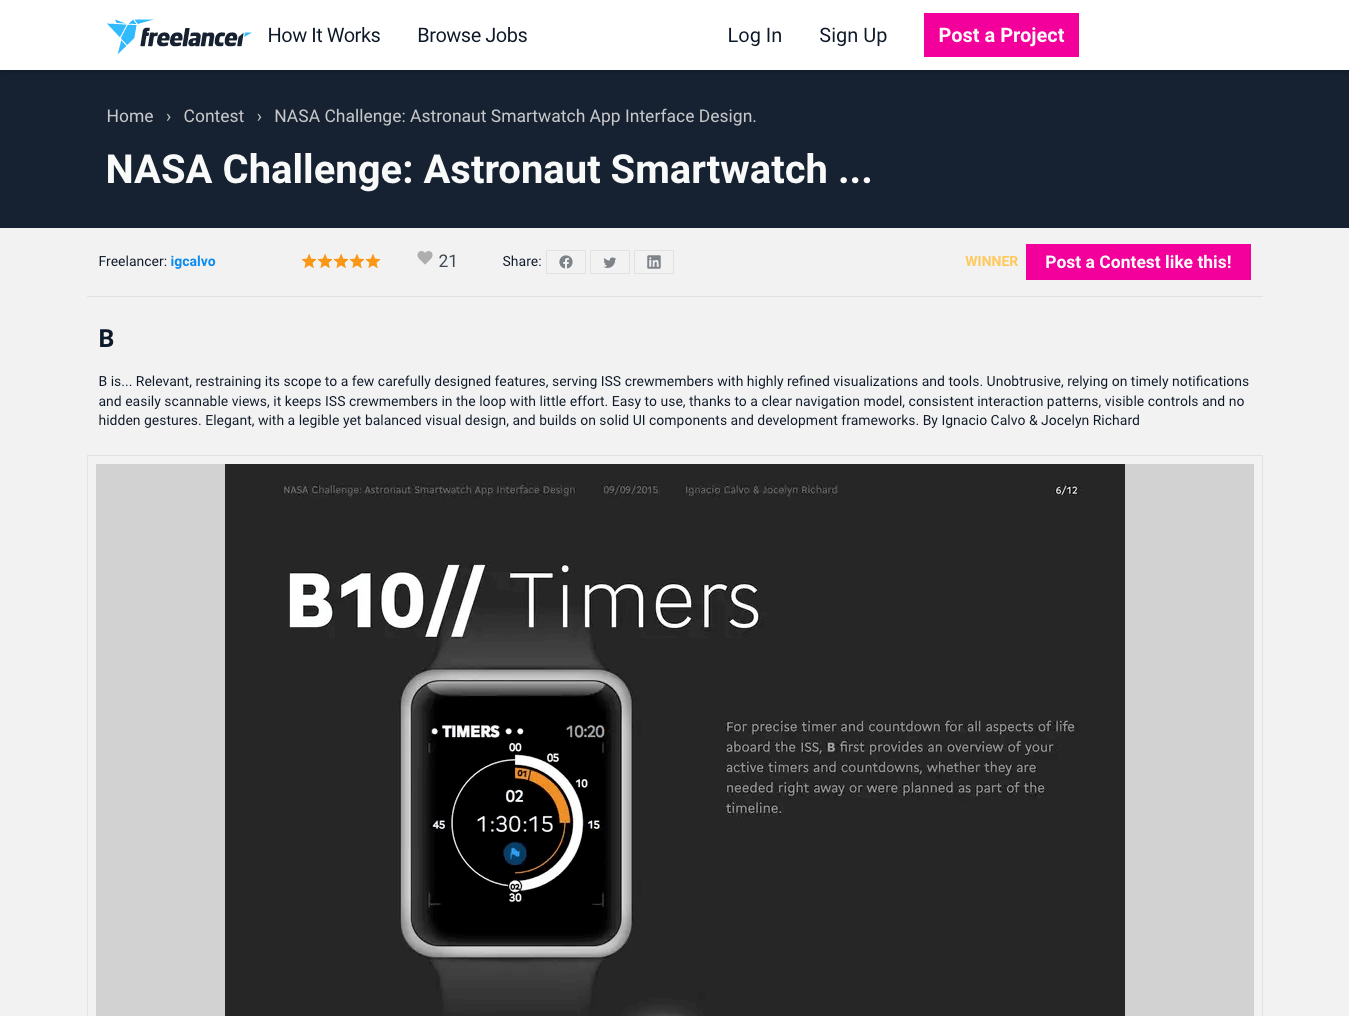 freelancer How It Works Browse Jobs Log In Sign Up Post a Project
Home › Contest › NASA Challenge: Astronaut Smartwatch App Interface Design.
NASA Challenge: Astronaut Smartwatch ...
Freelancer: igcalvo 21 Share: WINNER Post a Contest like this!
B
B is... Relevant, restraining its scope to a few carefully designed features, serving ISS crewmembers with highly refined visualizations and tools. Unobtrusive, relying on timely notifications
and easily scannable views, it keeps ISS crewmembers in the loop with little effort. Easy to use, thanks to a clear navigation model, consistent interaction patterns, visible controls and no
hidden gestures. Elegant, with a legible yet balanced visual design, and builds on solid UI components and development frameworks. By Ignacio Calvo & Jocelyn Richard
NASA Challenge: Astronaut Smartwatch App Interface Design 09/09/2015 Ignacio Calvo & Jocelyn Richard 6/12
B10// Timers
• TIMERS • • 10:20
00
05
01
10
02
1:30:15
45
15
02
30
For precise timer and countdown for all aspects of life
aboard the ISS, B first provides an overview of your
active timers and countdowns, whether they are
needed right away or were planned as part of the
timeline.